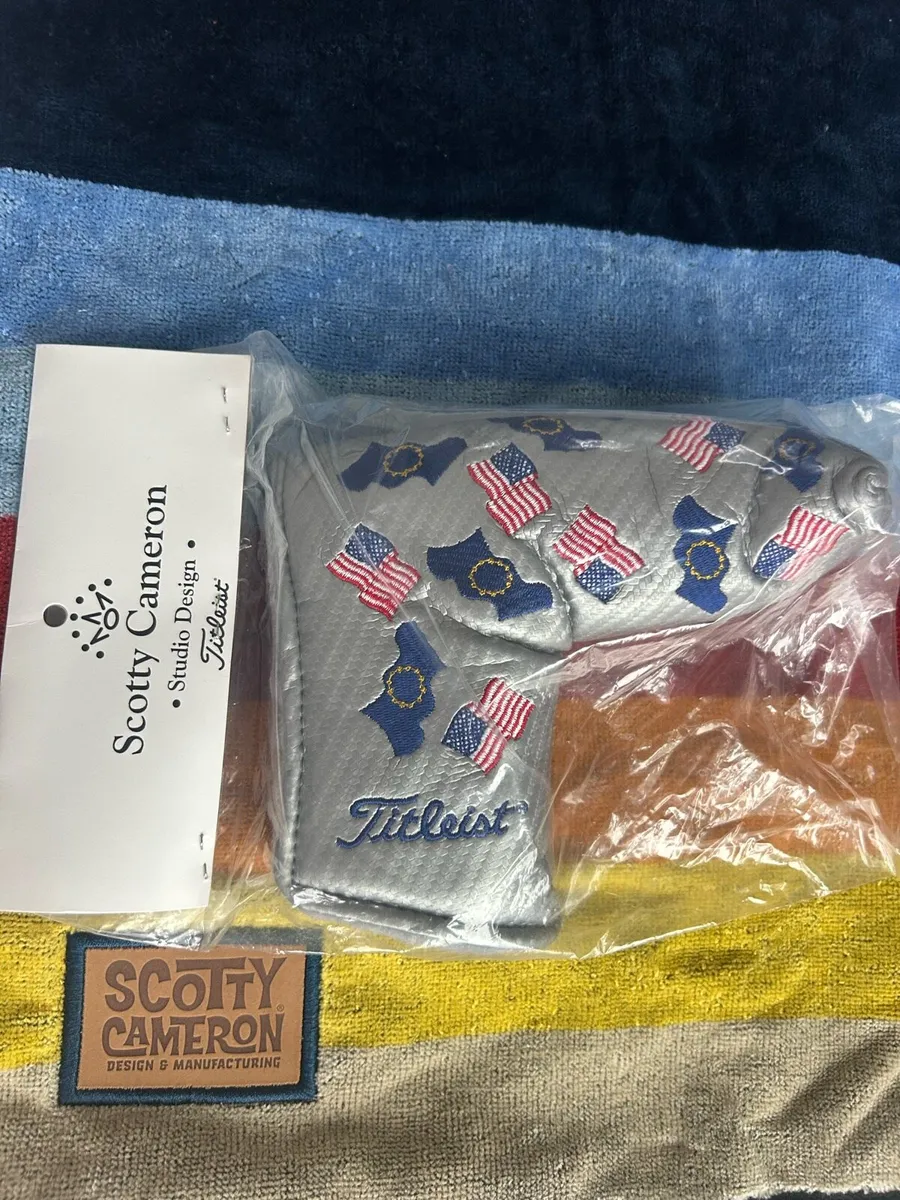 Scotty Cameron
• Studio Design •
Titleist
Titleist
SCOTTY
CAMERON®
DESIGN & MANUFACTURING